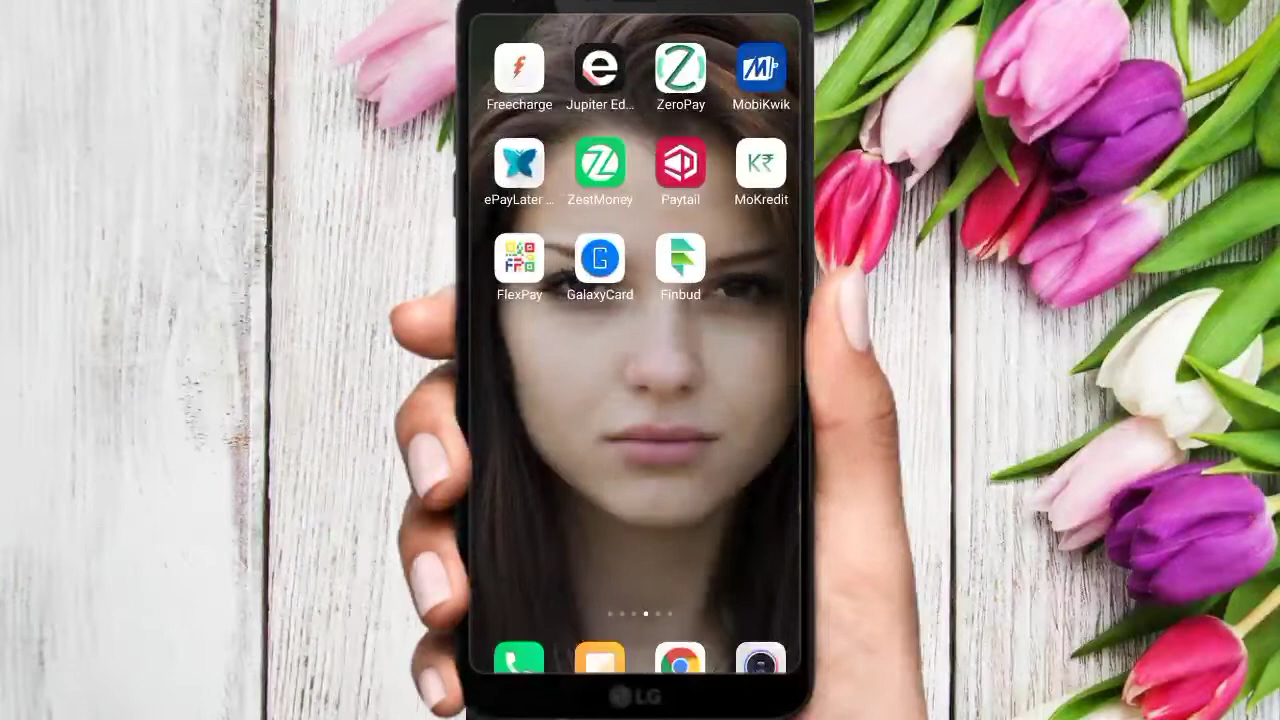 Freecharge
Jupiter Ed...
ZeroPay
MobiKwik
ePayLater ...
ZestMoney
Paytail
MoKredit
FlexPay
GalaxyCard
Finbud
LG